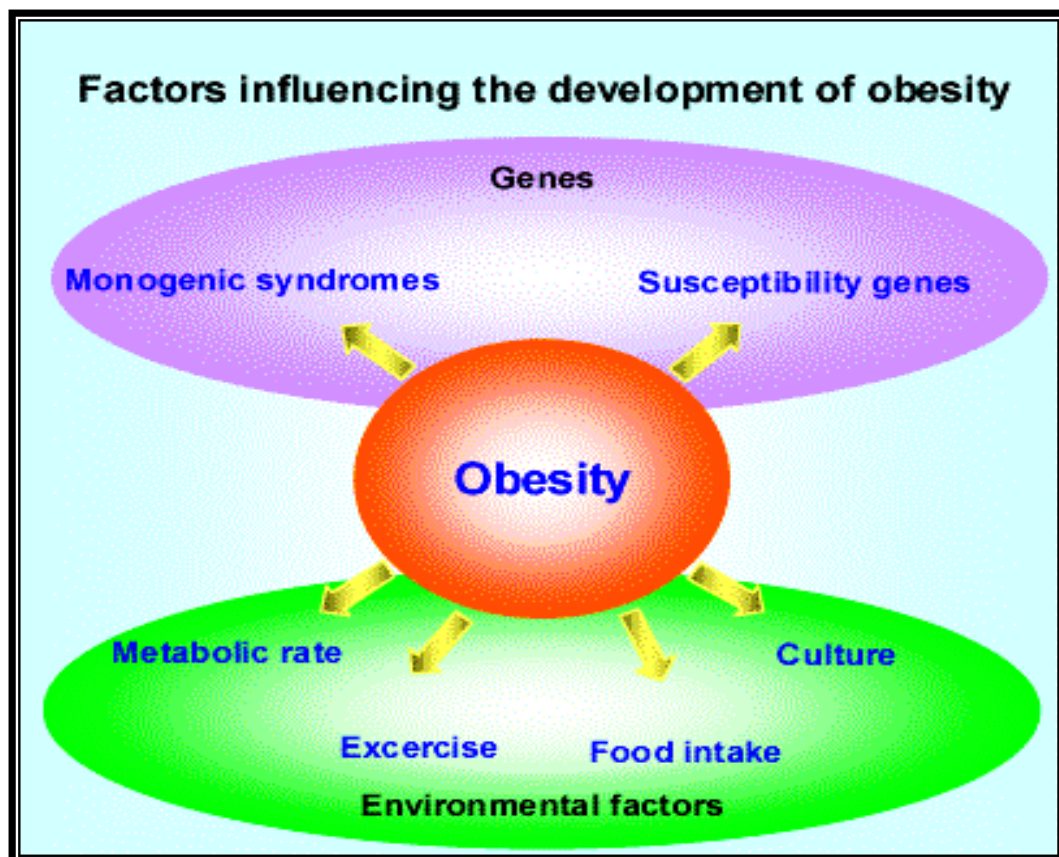 Factors influencing the development of obesity
Genes
Monogenic syndromes
Susceptibility genes
Obesity
Metabolic rate
Culture
Excercise
Food intake
Environmental factors